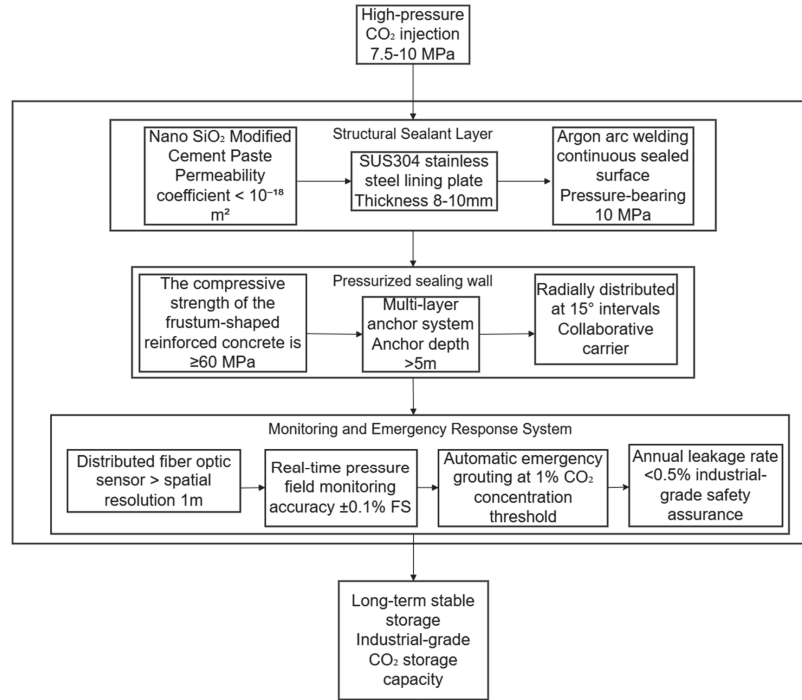 High-pressure
CO₂ injection
7.5-10 MPa
Structural Sealant Layer
Nano SiO₂ Modified
Cement Paste
Permeability
coefficient < 10⁻¹⁸
m²
SUS304 stainless
steel lining plate
Thickness 8-10mm
Argon arc welding
continuous sealed
surface
Pressure-bearing
10 MPa
Pressurized sealing wall
The compressive
strength of the
frustum-shaped
reinforced concrete is
≥60 MPa
Multi-layer
anchor system
Anchor depth
>5m
Radially distributed
at 15° intervals
Collaborative
carrier
Monitoring and Emergency Response System
Distributed fiber optic
sensor > spatial
resolution 1m
Real-time pressure
field monitoring
accuracy ±0.1% FS
Automatic emergency
grouting at 1% CO₂
concentration
threshold
Annual leakage rate
<0.5% industrial-
grade safety
assurance
Long-term stable
storage
Industrial-grade
CO₂ storage
capacity